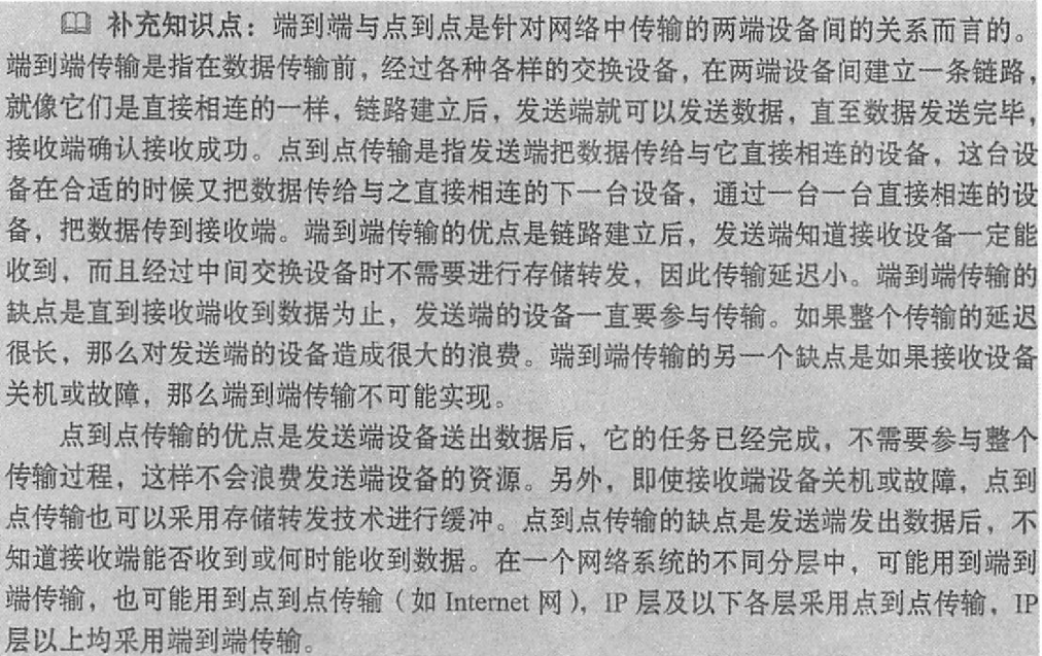 补充知识点：端到端与点到点是针对网络中传输的两端设备间的关系而言的。
端到端传输是指在数据传输前，经过各种各样的交换设备，在两端设备间建立一条链路，
就像它们是直接相连的一样，链路建立后，发送端就可以发送数据，直至数据发送完毕，
接收端确认接收成功。点到点传输是指发送端把数据传给与它直接相连的设备，这台设
备在合适的时候又把数据传给与之直接相连的下一台设备，通过一台一台直接相连的设
备，把数据传到接收端。端到端传输的优点是链路建立后，发送端知道接收设备一定能
收到，而且经过中间交换设备时不需要进行存储转发，因此传输延迟小。端到端传输的
缺点是直到接收端收到数据为止，发送端的设备一直要参与传输。如果整个传输的延迟
很长，那么对发送端的设备造成很大的浪费。端到端传输的另一个缺点是如果接收设备
关机或故障，那么端到端传输不可能实现。
点到点传输的优点是发送端设备送出数据后，它的任务已经完成，不需要参与整个
传输过程，这样不会浪费发送端设备的资源。另外，即使接收端设备关机或故障，点到
点传输也可以采用存储转发技术进行缓冲。点到点传输的缺点是发送端发出数据后，不
知道接收端能否收到或何时能收到数据。在一个网络系统的不同分层中，可能用到端到
端传输，也可能用到点到点传输（如 Internet 网），IP 层及以下各层采用点到点传输，IP
层以上均采用端到端传输。